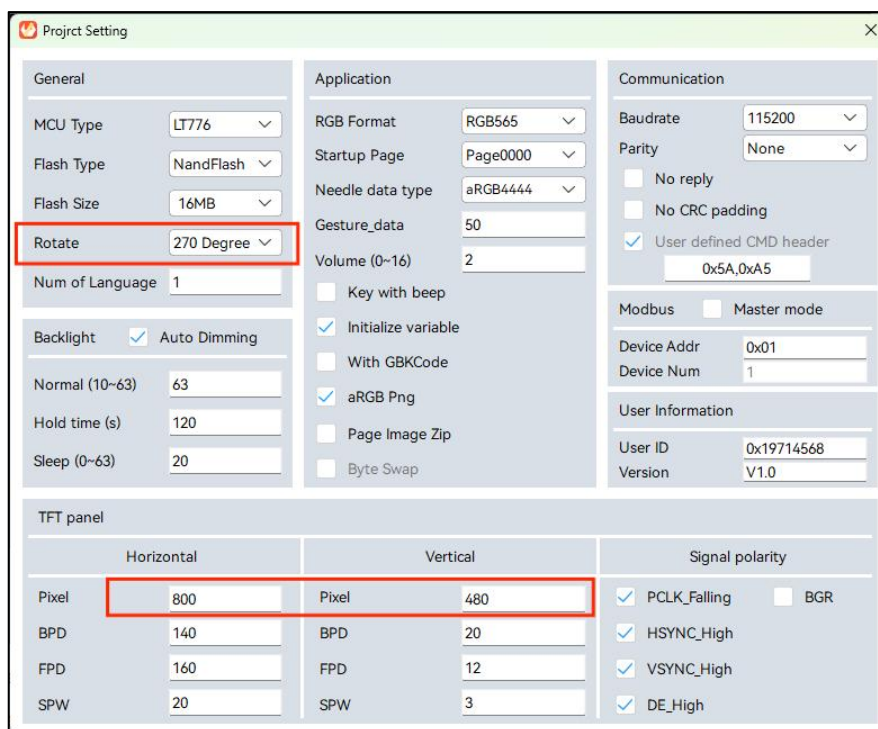 Projrct Setting
General
MCU Type LT776
Flash Type NandFlash
Flash Size 16MB
Rotate 270 Degree
Num of Language 1
Backlight Auto Dimming
Normal (10~63) 63
Hold time (s) 120
Sleep (0~63) 20
Application
RGB Format RGB565
Startup Page Page0000
Needle data type aRGB4444
Gesture_data 50
Volume (0~16) 2
Key with beep
Initialize variable
With GBKCode
aRGB Png
Page Image Zip
Byte Swap
Communication
Baudrate 115200
Parity None
No reply
No CRC padding
User defined CMD header
0x5A,0xA5
Modbus Master mode
Device Addr 0x01
Device Num 1
User Information
User ID 0x19714568
Version V1.0
TFT panel
Horizontal Vertical Signal polarity
Pixel 800 Pixel 480 PCLK_Falling BGR
BPD 140 BPD 20 HSYNC_High
FPD 160 FPD 12 VSYNC_High
SPW 20 SPW 3 DE_High